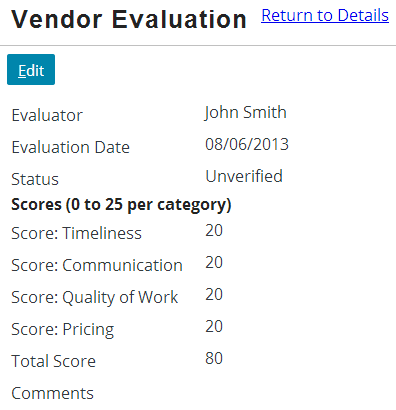 Vendor Evaluation Return to Details
Edit
Evaluator John Smith
Evaluation Date 08/06/2013
Status Unverified
Scores (0 to 25 per category)
Score: Timeliness 20
Score: Communication 20
Score: Quality of Work 20
Score: Pricing 20
Total Score 80
Comments